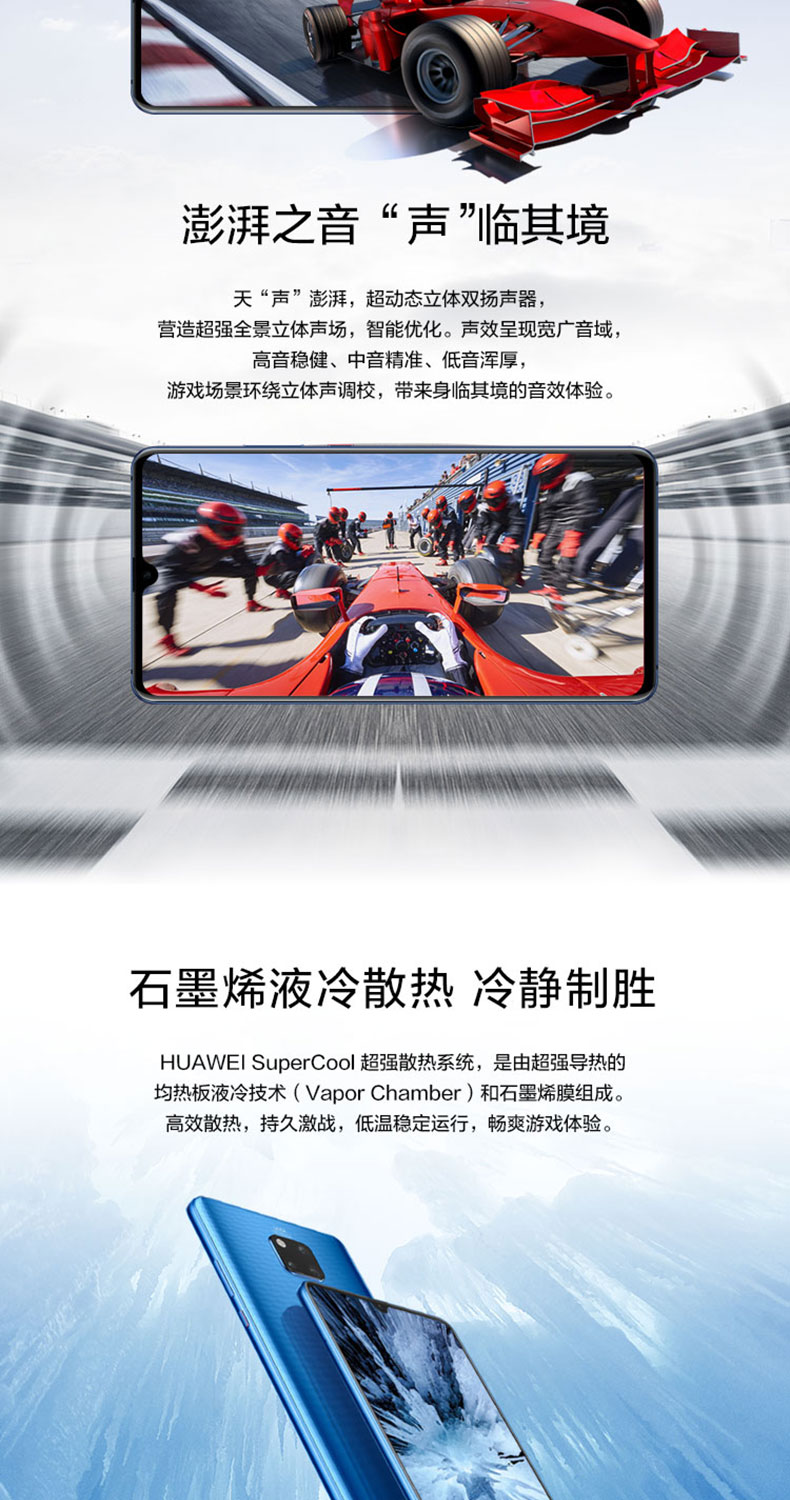 澎湃之音“声”临其境
天“声”澎湃，超动态立体双扬声器，
营造超强全景立体声场，智能优化。声效呈现宽广音域，
高音稳健、中音精准、低音浑厚，
游戏场景环绕立体声调校，带来身临其境的音效体验。
石墨烯液冷散热 冷静制胜
HUAWEI SuperCool 超强散热系统，是由超强导热的
均热板液冷技术（Vapor Chamber）和石墨烯膜组成。
高效散热，持久激战，低温稳定运行，畅爽游戏体验。